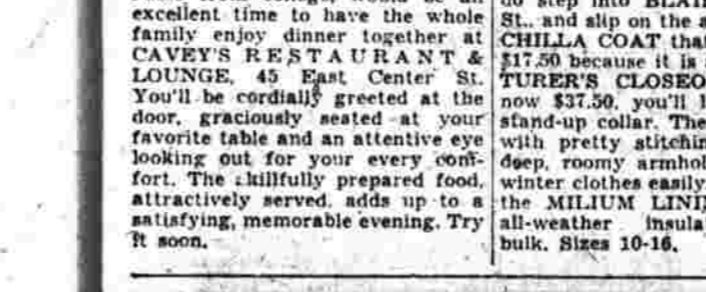 excellent time to have the whole
family enjoy dinner together at
CAVEY'S RESTAURANT &
LOUNGE, 45 East Center St.
You'll be cordially greeted at the
door, graciously seated at your
favorite table and an attentive eye
looking out for your every com-
fort. The skillfully prepared food,
attractively served, adds up to a
satisfying, memorable evening. Try
it soon.
do step into BLAI
St., and slip on the a
CHILLA COAT that
$17.50 because it is
TURER'S CLOSEO
now $37.50, you'll
stand-up collar. The
with pretty stitchin
deep, roomy armhol
winter clothes easily
the MILIUM LINI
all-weather insula
bulk. Sizes 10-16.